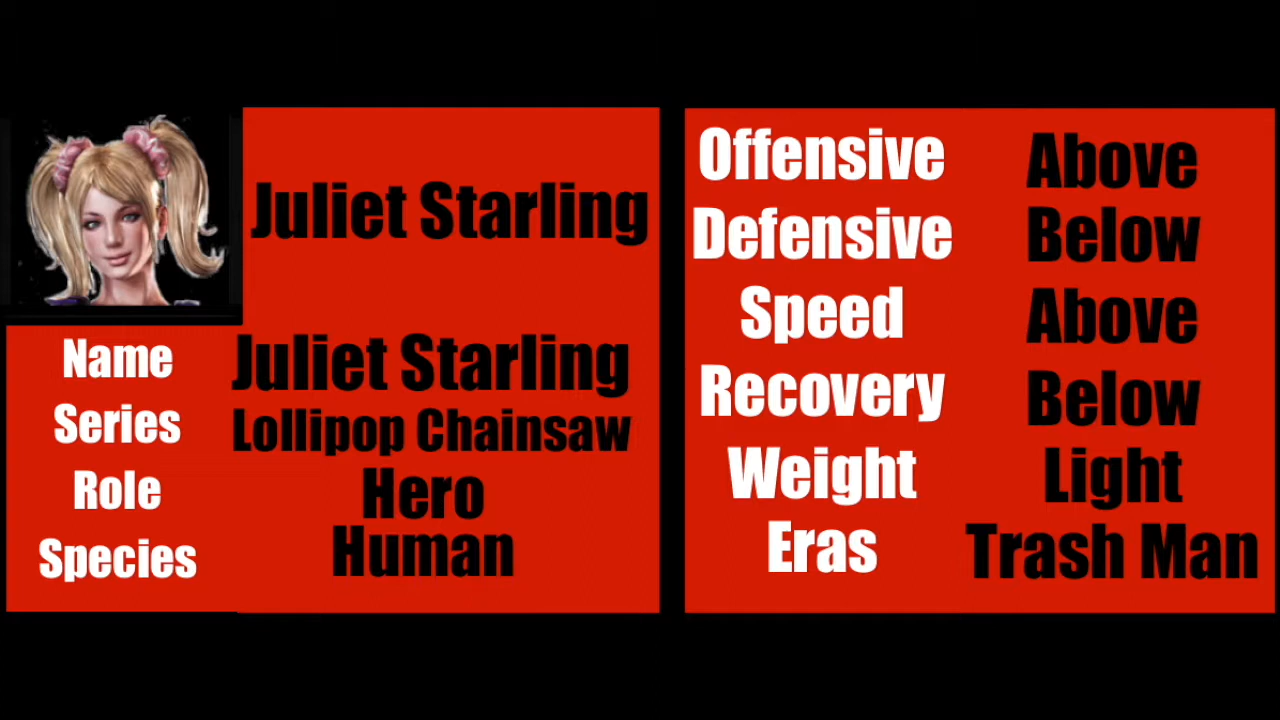 Juliet Starling
Name Juliet Starling
Series Lollipop Chainsaw
Role Hero
Species Human
Offensive Above
Defensive Below
Speed Above
Recovery Below
Weight Light
Eras Trash Man